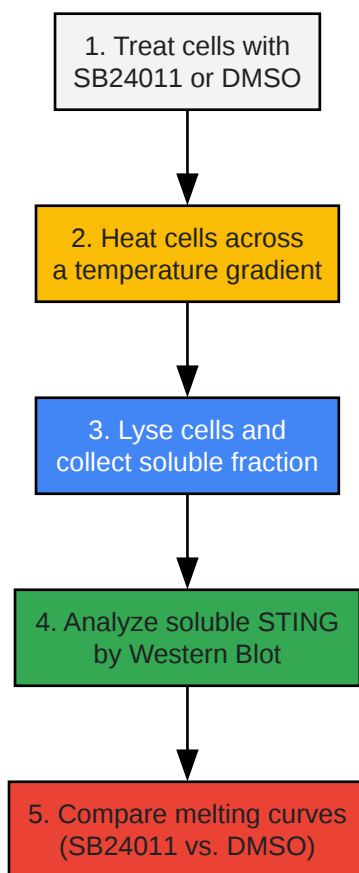 1. Treat cells with
SB24011 or DMSO
2. Heat cells across
a temperature gradient
3. Lyse cells and
collect soluble fraction
4. Analyze soluble STING
by Western Blot
5. Compare melting curves
(SB24011 vs. DMSO)